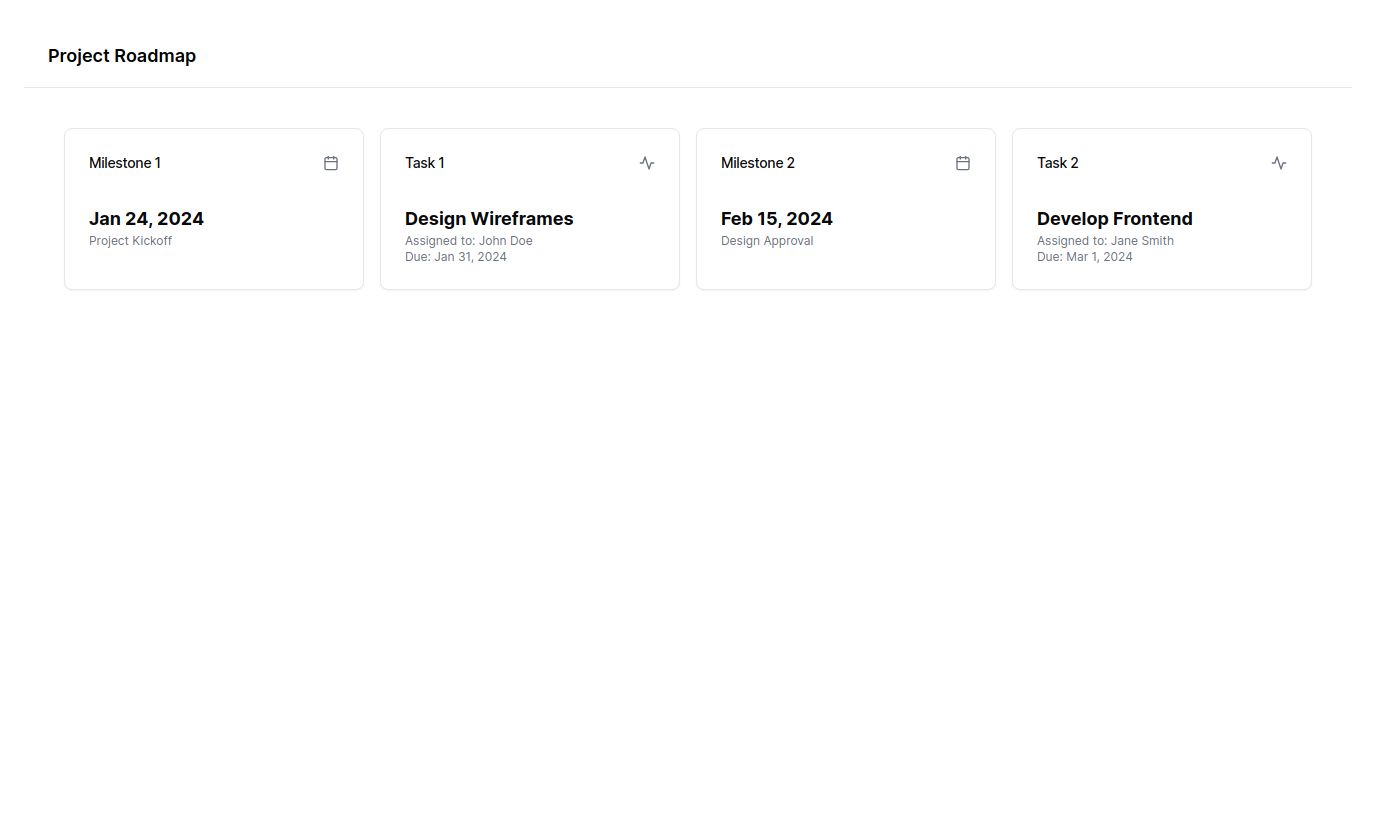 Project Roadmap
Milestone 1
Jan 24, 2024
Project Kickoff
Task 1
Design Wireframes
Assigned to: John Doe
Due: Jan 31, 2024
Milestone 2
Feb 15, 2024
Design Approval
Task 2
Develop Frontend
Assigned to: Jane Smith
Due: Mar 1, 2024